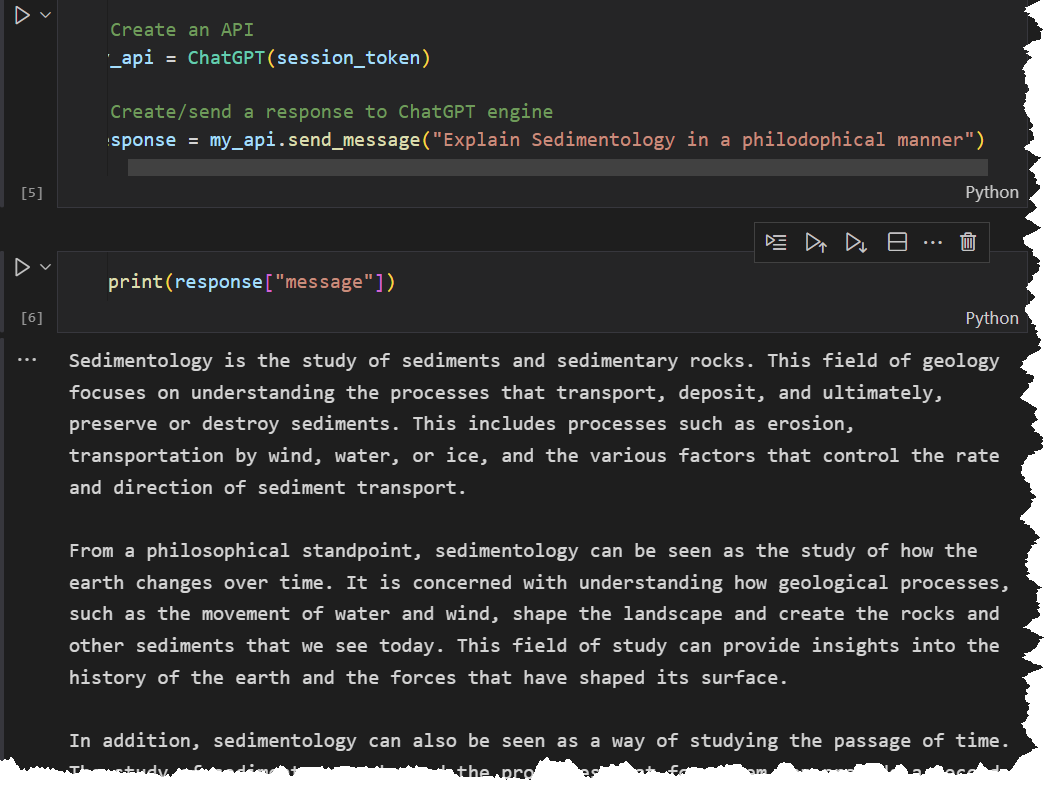 Create an API
_api = ChatGPT(session_token)
Create/send a response to ChatGPT engine
sponse = my_api.send_message("Explain Sedimentology in a philodophical manner")
[5]
Python
print(response["message"])
[6]
Python
Sedimentology is the study of sediments and sedimentary rocks. This field of geology
focuses on understanding the processes that transport, deposit, and ultimately,
preserve or destroy sediments. This includes processes such as erosion,
transportation by wind, water, or ice, and the various factors that control the rate
and direction of sediment transport.
From a philosophical standpoint, sedimentology can be seen as the study of how the
earth changes over time. It is concerned with understanding how geological processes,
such as the movement of water and wind, shape the landscape and create the rocks and
other sediments that we see today. This field of study can provide insights into the
history of the earth and the forces that have shaped its surface.
In addition, sedimentology can also be seen as a way of studying the passage of time.
The study of